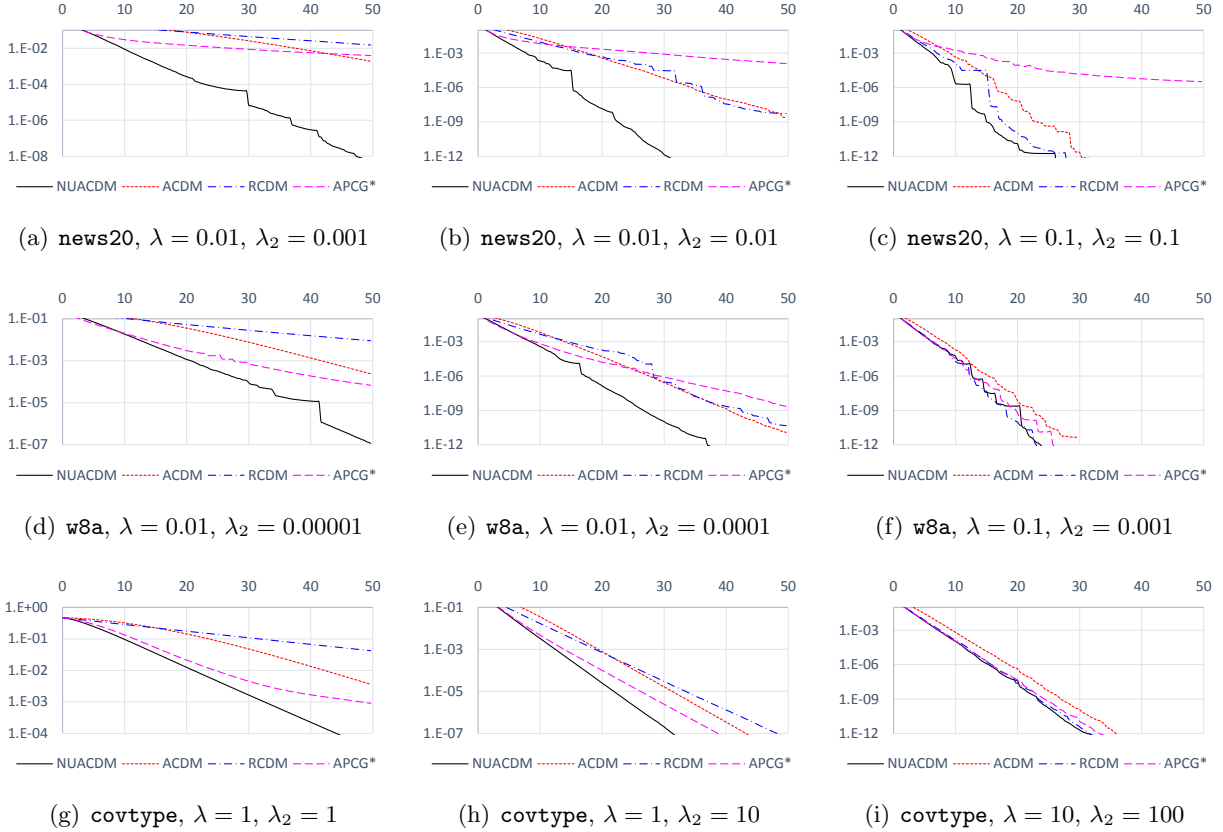 0 10 20 30 40 50
1.E-02
1.E-04
1.E-06
1.E-08
NUACDM ACDM RCDM APCG*
(a) news20, λ = 0.01, λ₂ = 0.001
0 10 20 30 40 50
1.E-03
1.E-06
1.E-09
1.E-12
NUACDM ACDM RCDM APCG*
(b) news20, λ = 0.01, λ₂ = 0.01
0 10 20 30 40 50
1.E-03
1.E-06
1.E-09
1.E-12
NUACDM ACDM RCDM APCG*
(c) news20, λ = 0.1, λ₂ = 0.1
0 10 20 30 40 50
1.E-01
1.E-03
1.E-05
1.E-07
NUACDM ACDM RCDM APCG*
(d) w8a, λ = 0.01, λ₂ = 0.00001
0 10 20 30 40 50
1.E-03
1.E-06
1.E-09
1.E-12
NUACDM ACDM RCDM APCG*
(e) w8a, λ = 0.01, λ₂ = 0.0001
0 10 20 30 40 50
1.E-03
1.E-06
1.E-09
1.E-12
NUACDM ACDM RCDM APCG*
(f) w8a, λ = 0.1, λ₂ = 0.001
0 10 20 30 40 50
1.E+00
1.E-01
1.E-02
1.E-03
1.E-04
NUACDM ACDM RCDM APCG*
(g) covtype, λ = 1, λ₂ = 1
0 10 20 30 40 50
1.E-01
1.E-03
1.E-05
1.E-07
NUACDM ACDM RCDM APCG*
(h) covtype, λ = 1, λ₂ = 10
0 10 20 30 40 50
1.E-03
1.E-06
1.E-09
1.E-12
NUACDM ACDM RCDM APCG*
(i) covtype, λ = 10, λ₂ = 100